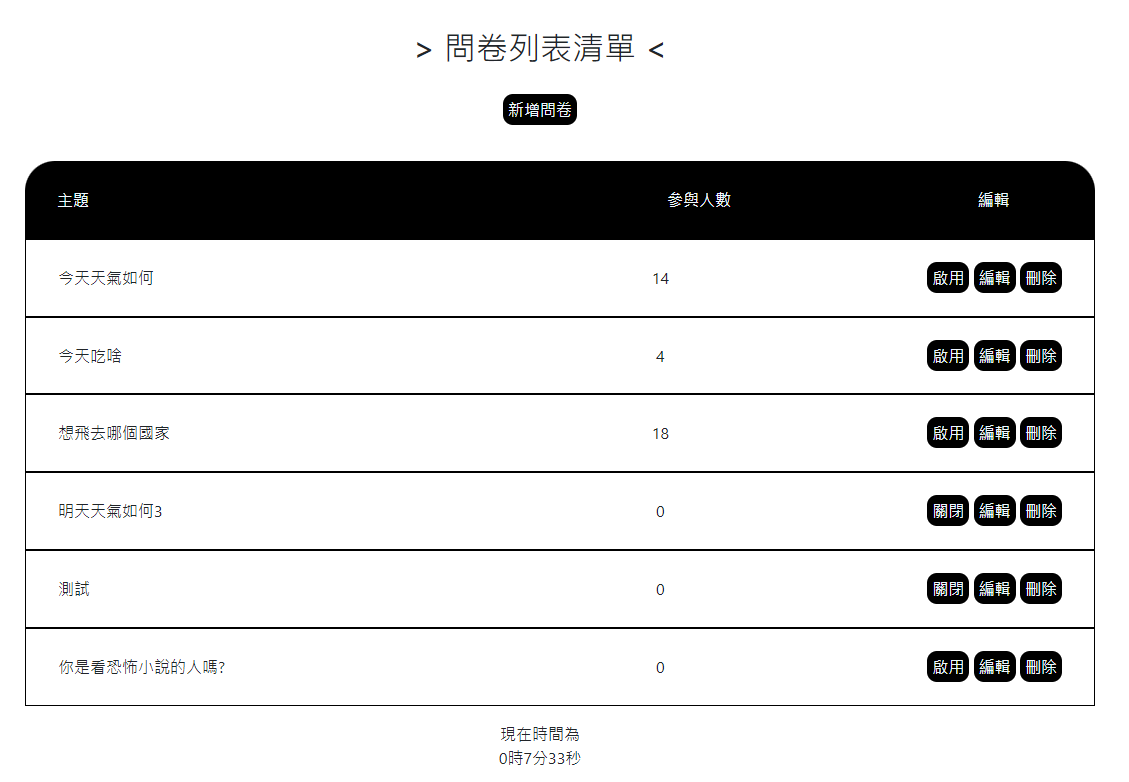 > 問卷列表清單 <
新增問卷
主題 參與人數 編輯
今天天氣如何 14 啟用 編輯 刪除
今天吃啥 4 啟用 編輯 刪除
想飛去哪個國家 18 啟用 編輯 刪除
明天天氣如何3 0 關閉 編輯 刪除
測試 0 關閉 編輯 刪除
你是看恐怖小說的人嗎? 0 啟用 編輯 刪除
現在時間為
0時7分33秒